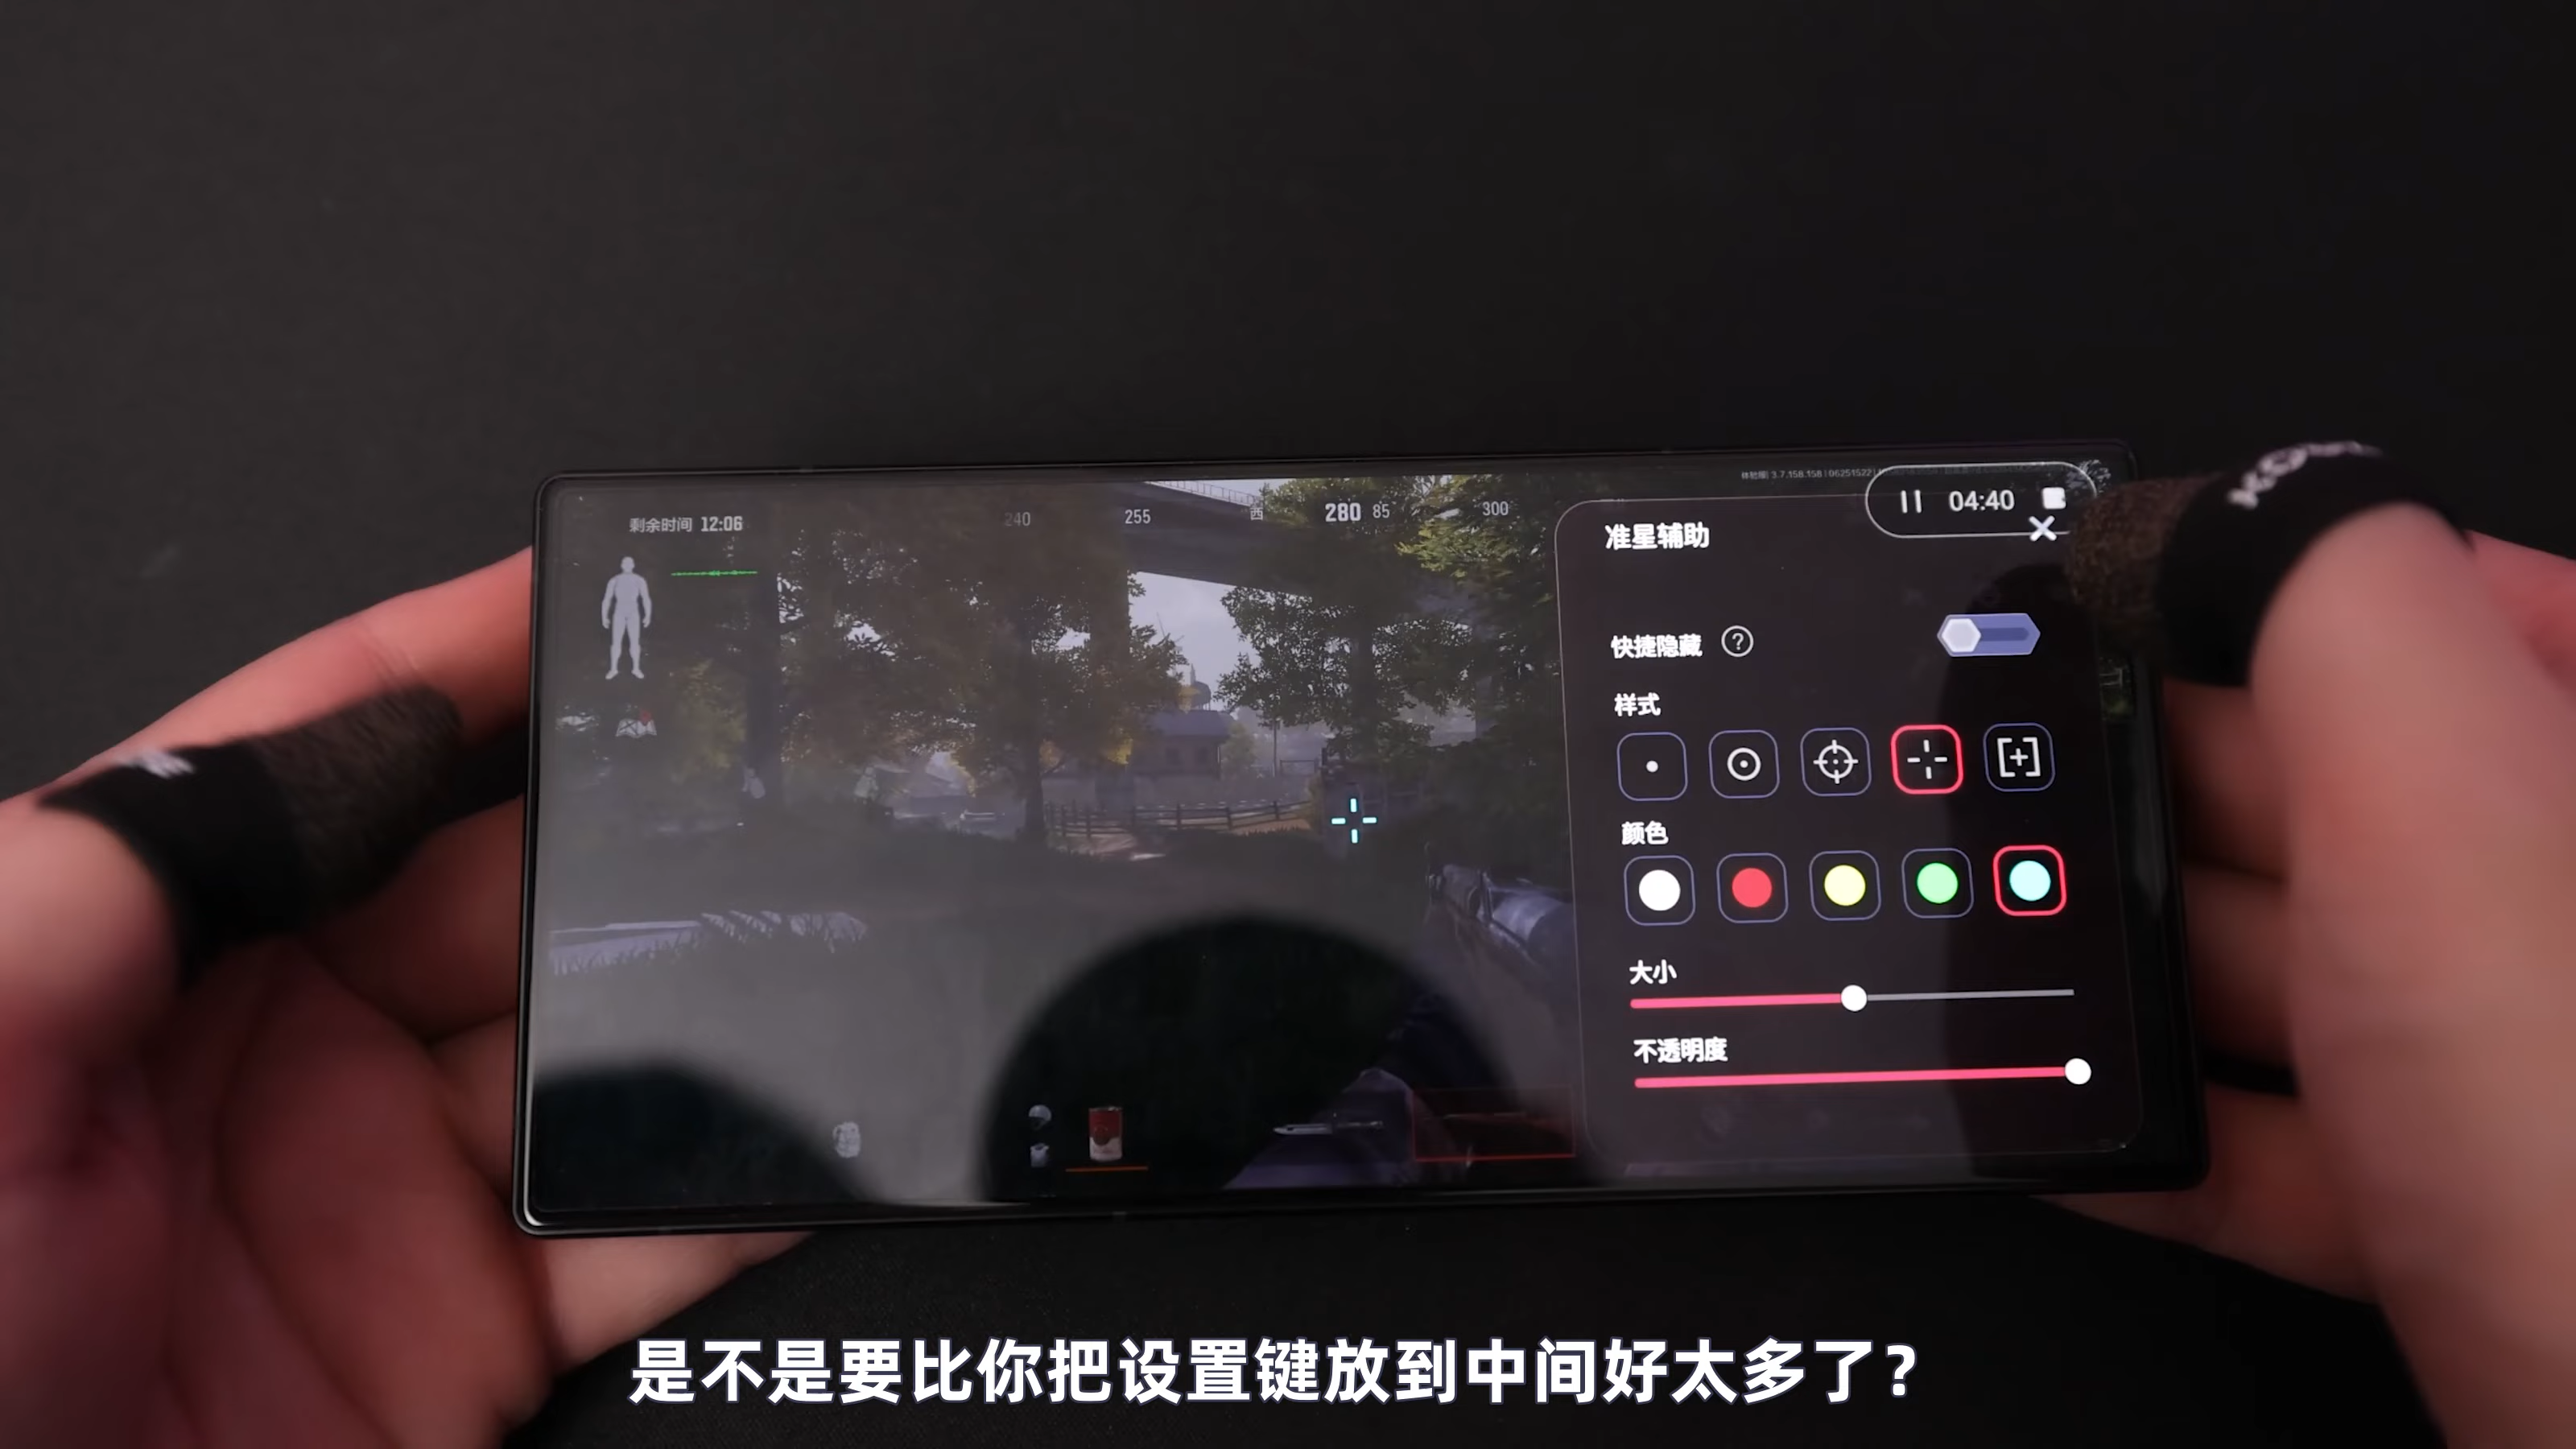 剩余时间 12:06
240 255 西 280 85 300
04:40
准星辅助
快捷隐藏 ?
样式
颜色
大小
不透明度
是不是要比你把设置键放到中间好太多了?